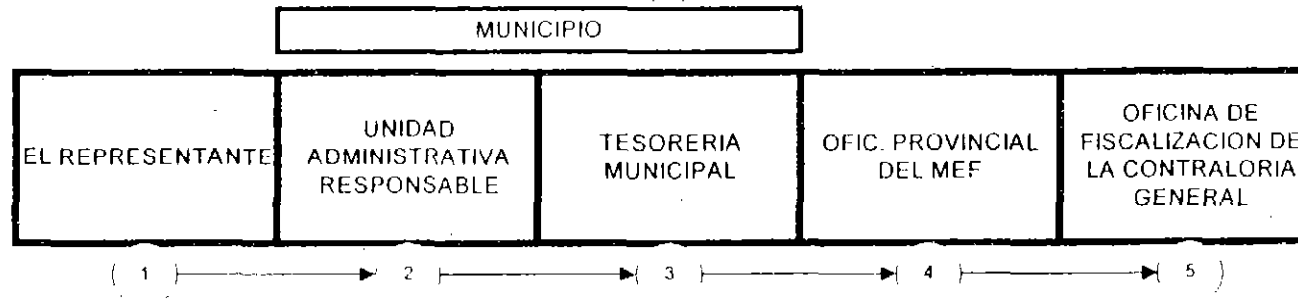 MUNICIPIO
EL REPRESENTANTE
UNIDAD
ADMINISTRATIVA
RESPONSABLE
TESORERIA
MUNICIPAL
OFIC. PROVINCIAL
DEL MEF
OFICINA DE
FISCALIZACION DE
LA CONTRALORIA
GENERAL
1 2 3 4 5